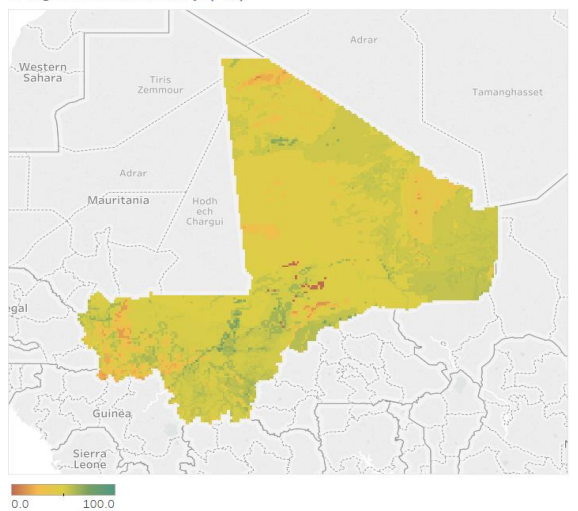 Adrar
Western
Sahara
Tiris
Zemmour
Tamanghasset
Adrar
Mauritania
Hodh
ech
Chargui
egal
Guinea
Sierra
Leone
0.0 100.0